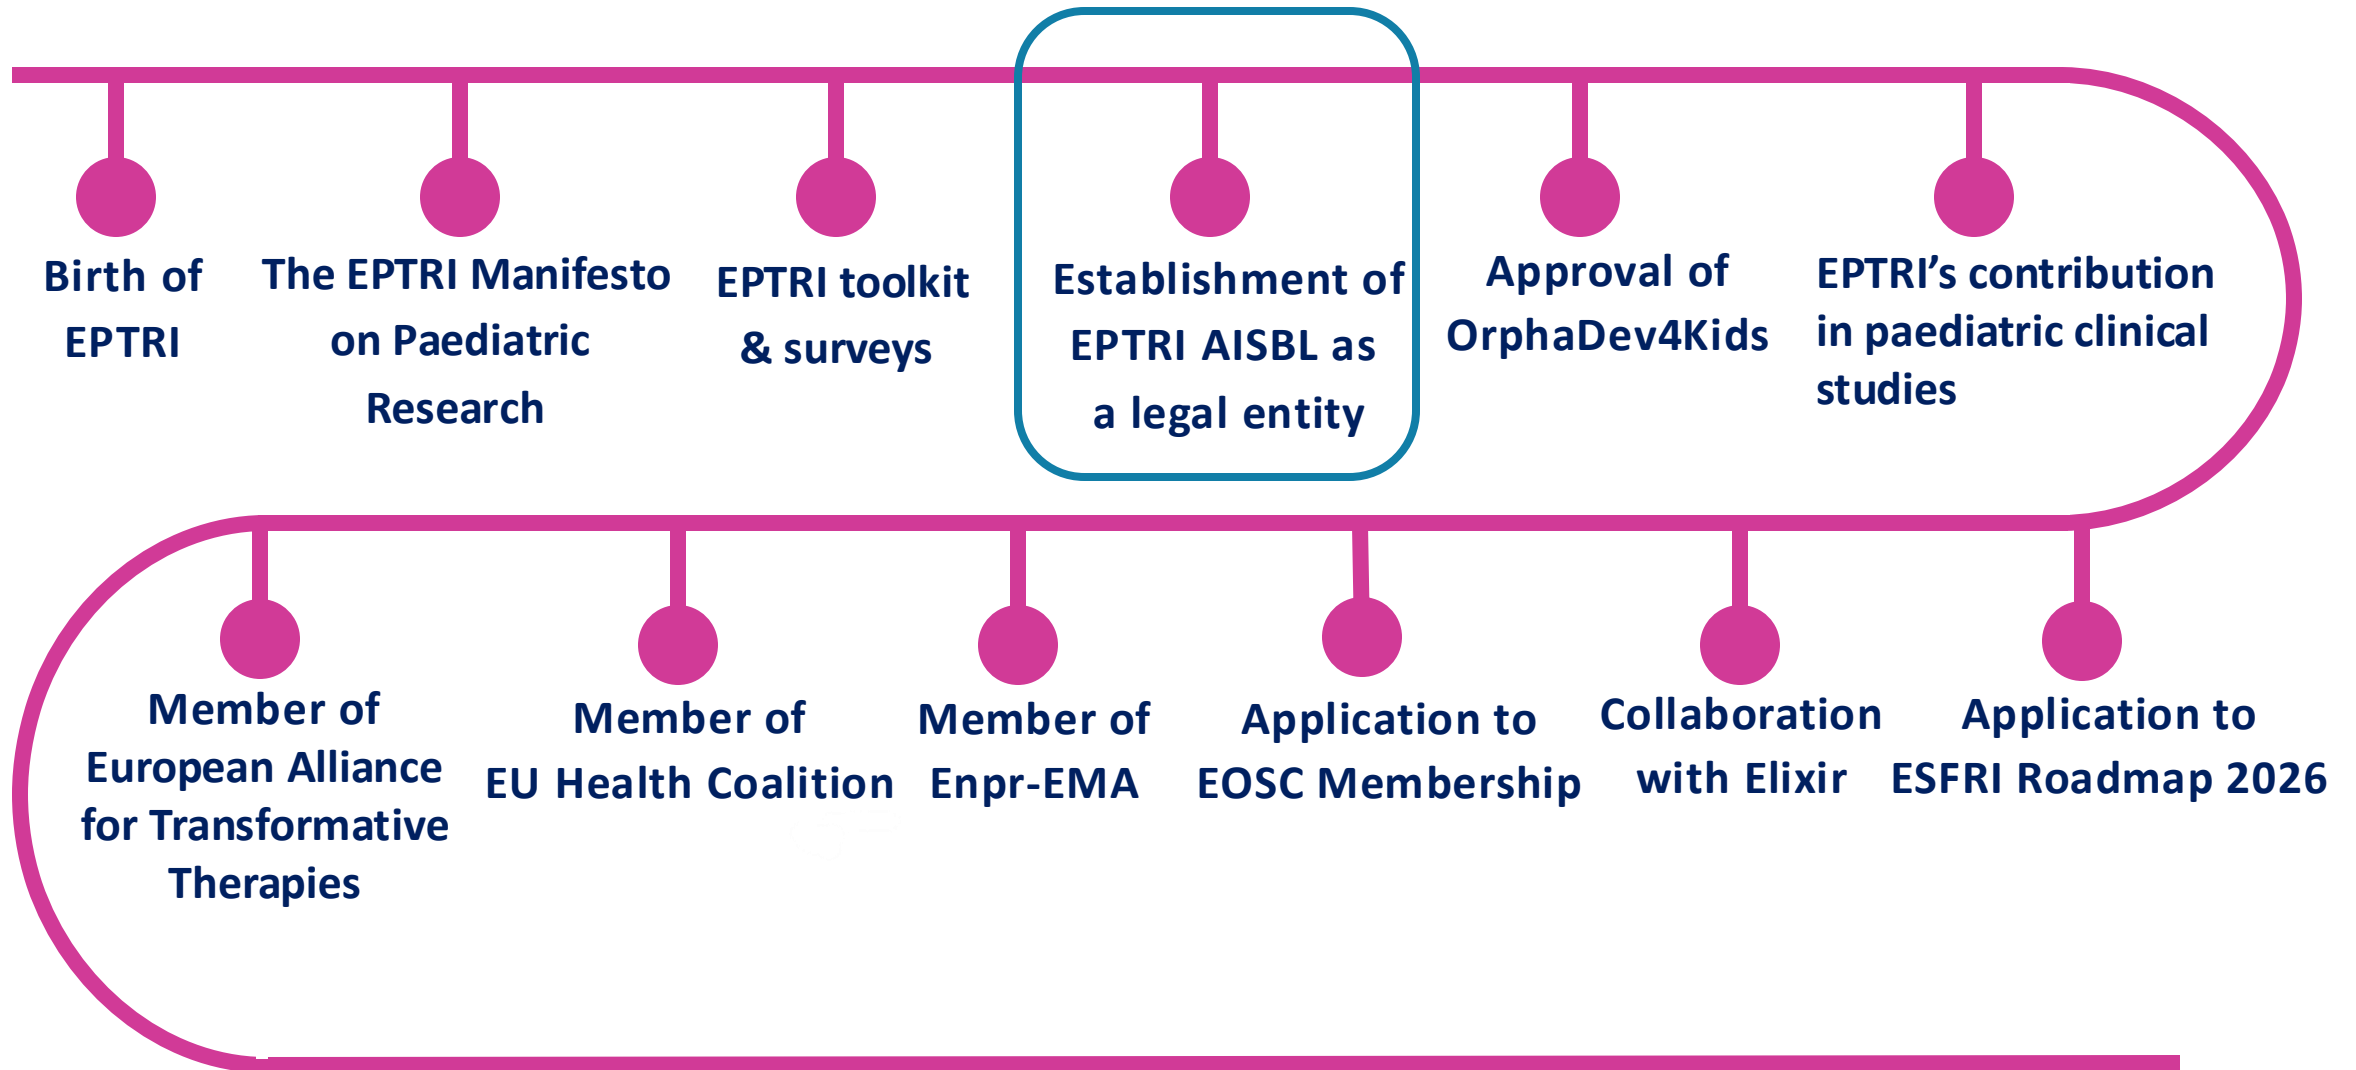 Birth of
EPTRI
The EPTRI Manifesto
on Paediatric
Research
EPTRI toolkit
& surveys
Establishment of
EPTRI AISBL as
a legal entity
Approval of
OrphaDev4Kids
EPTRI’s contribution
in paediatric clinical
studies
Member of
European Alliance
for Transformative
Therapies
Member of
EU Health Coalition
Member of
Enpr-EMA
Application to
EOSC Membership
Collaboration
with Elixir
Application to
ESFRI Roadmap 2026